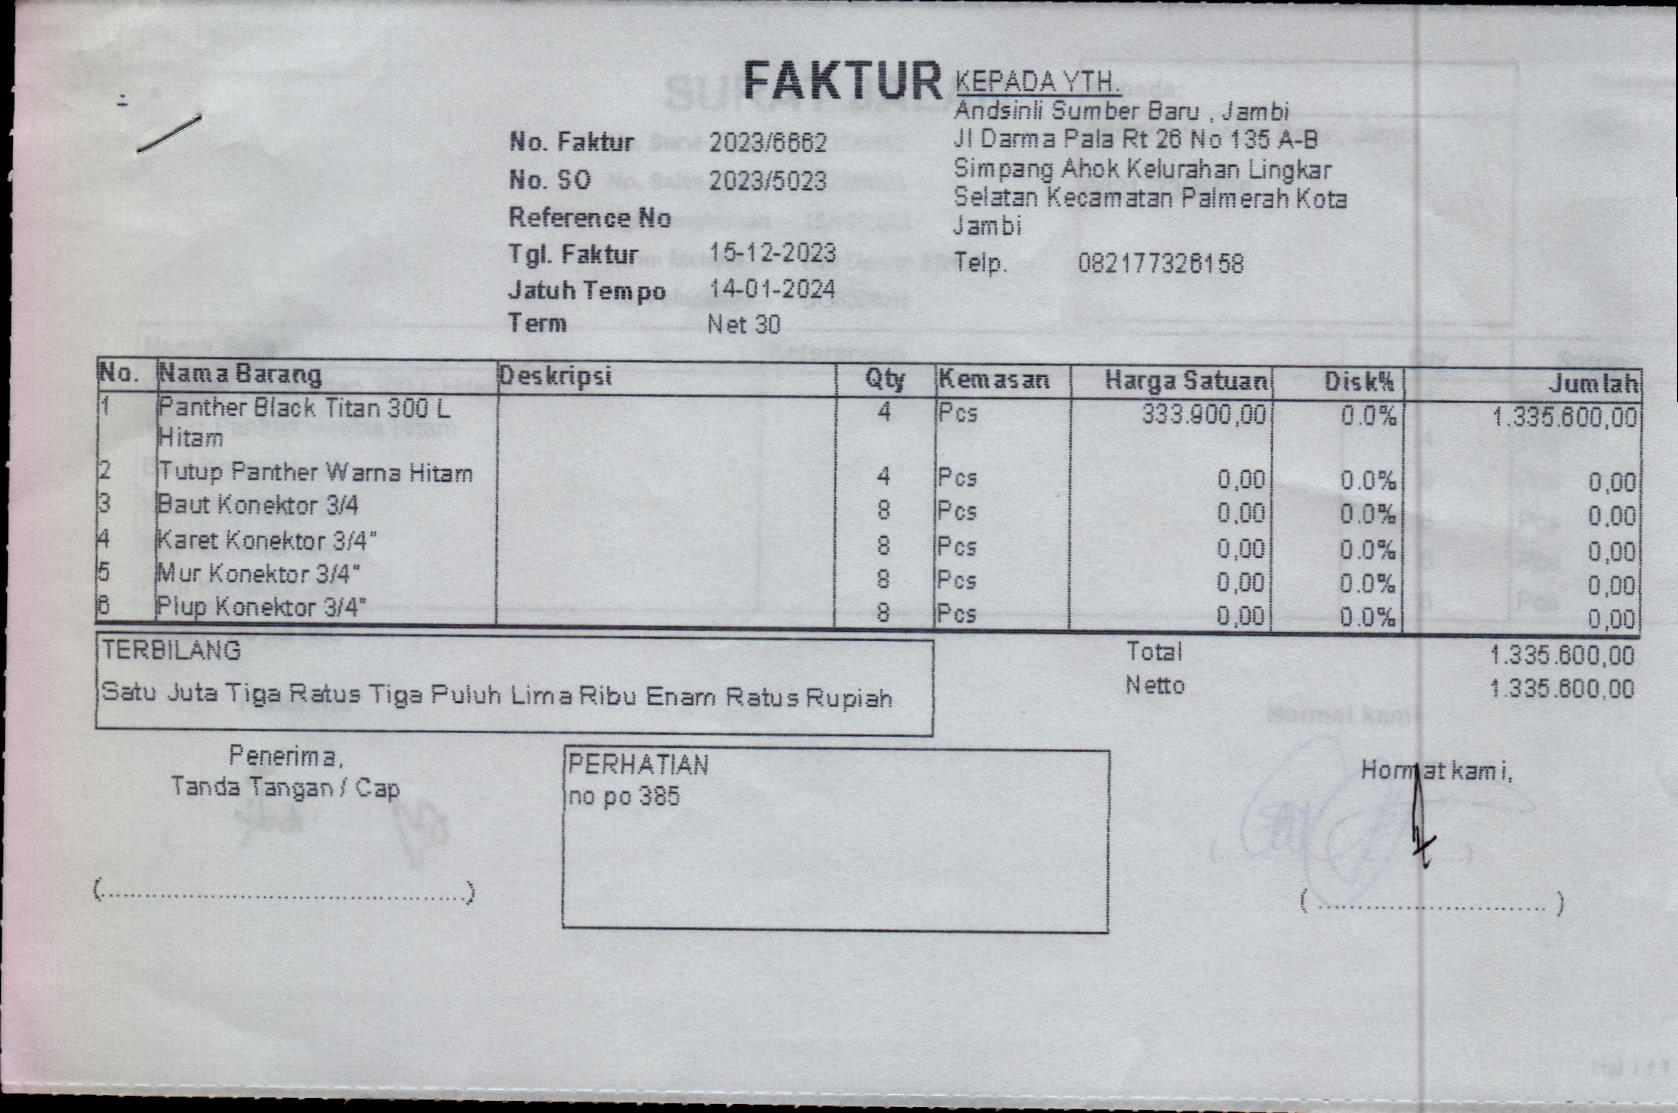 FAKTUR
KEPADA YTH.
Andsinli Sumber Baru , Jambi
Jl Darma Pala Rt 26 No 135 A-B
Simpang Ahok Kelurahan Lingkar
Selatan Kecamatan Palmerah Kota
Jambi
Telp. 082177326158
No. Faktur 2023/6662
No. SO 2023/5023
Reference No
Tgl. Faktur 15-12-2023
Jatuh Tempo 14-01-2024
Term Net 30
No. Nama Barang Deskripsi Qty Kemasan Harga Satuan Disk% Jumlah
1 Panther Black Titan 300 L 4 Pcs 333.900,00 0.0% 1.335.600,00
Hitam
2 Tutup Panther Warna Hitam 4 Pcs 0,00 0.0% 0,00
3 Baut Konektor 3/4 8 Pcs 0,00 0.0% 0,00
4 Karet Konektor 3/4" 8 Pcs 0,00 0.0% 0,00
5 Mur Konektor 3/4" 8 Pcs 0,00 0.0% 0,00
6 Plup Konektor 3/4" 8 Pcs 0,00 0.0% 0,00
TERBILANG
Satu Juta Tiga Ratus Tiga Puluh Lima Ribu Enam Ratus Rupiah
Total 1.335.600,00
Netto 1.335.600,00
Penerima,
Tanda Tangan / Cap
PERHATIAN
no po 385
Hormat kami,